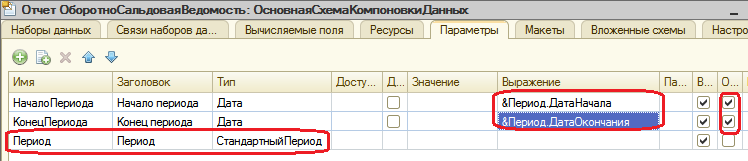 Отчет ОборотноСальдоваяВедомость: ОсновнаяСхемаКомпоновкиДанных
Наборы данных Связи наборов да... Вычисляемые поля Ресурсы Параметры Макеты Вложенные схемы Настро
Имя Заголовок Тип Досту... Д... Значение Выражение Па... В... О...
НачалоПериода Начало периода Дата &Период.ДатаНачала
КонецПериода Конец периода Дата &Период.ДатаОкончания
Период Период СтандартныйПериод